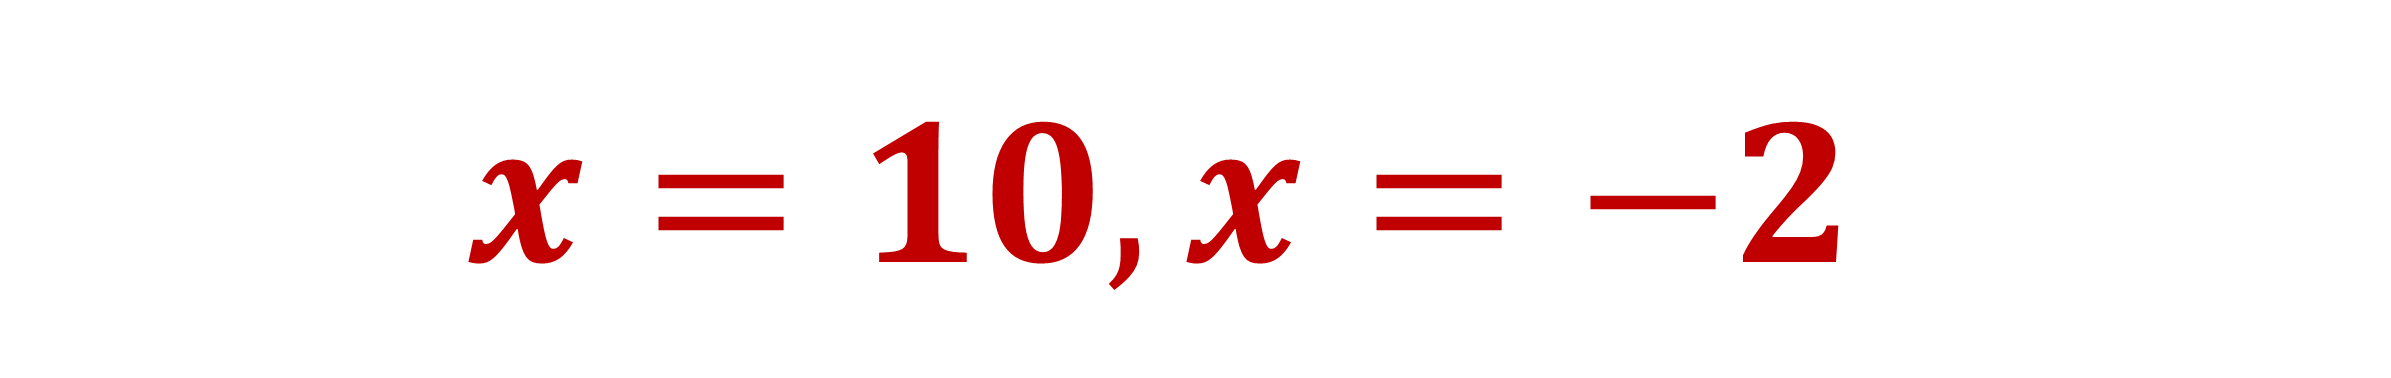 x = 10, x = −2